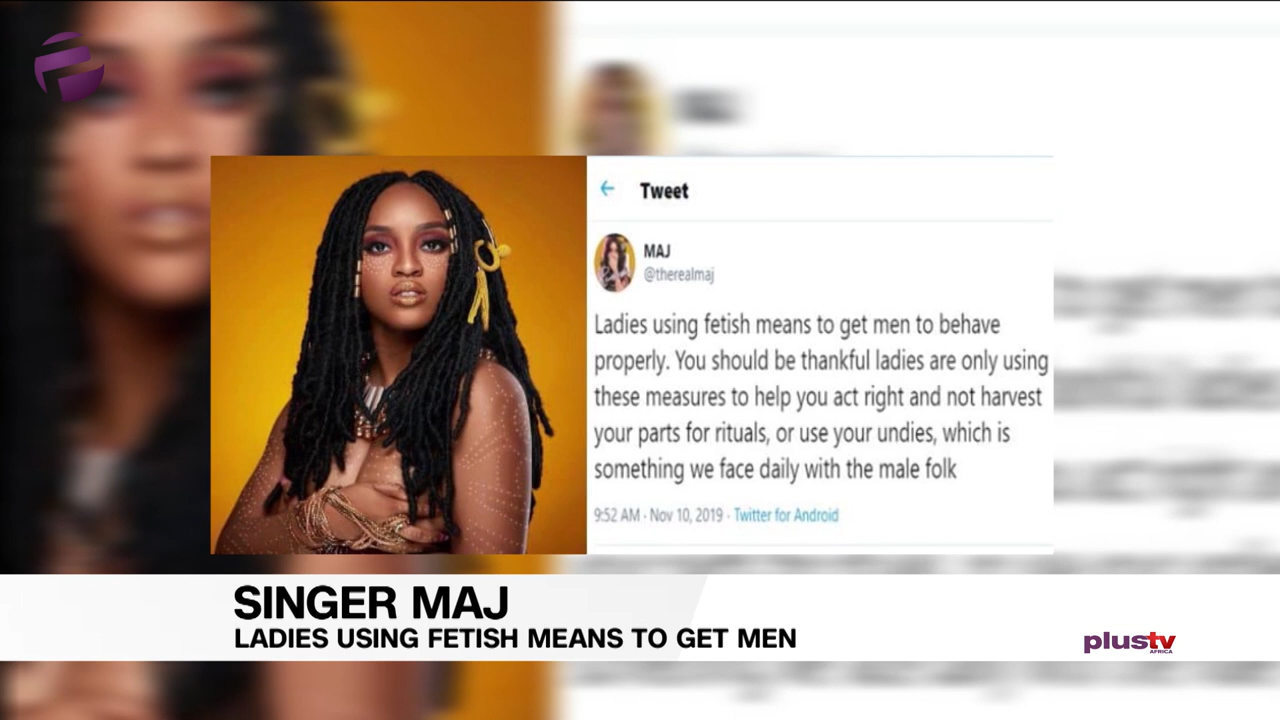 Tweet
MAJ
@therealmaj
Ladies using fetish means to get men to behave
properly. You should be thankful ladies are only using
these measures to help you act right and not harvest
your parts for rituals, or use your undies, which is
something we face daily with the male folk
9:52 AM · Nov 10, 2019 · Twitter for Android
SINGER MAJ
LADIES USING FETISH MEANS TO GET MEN
plustv
AFRICA